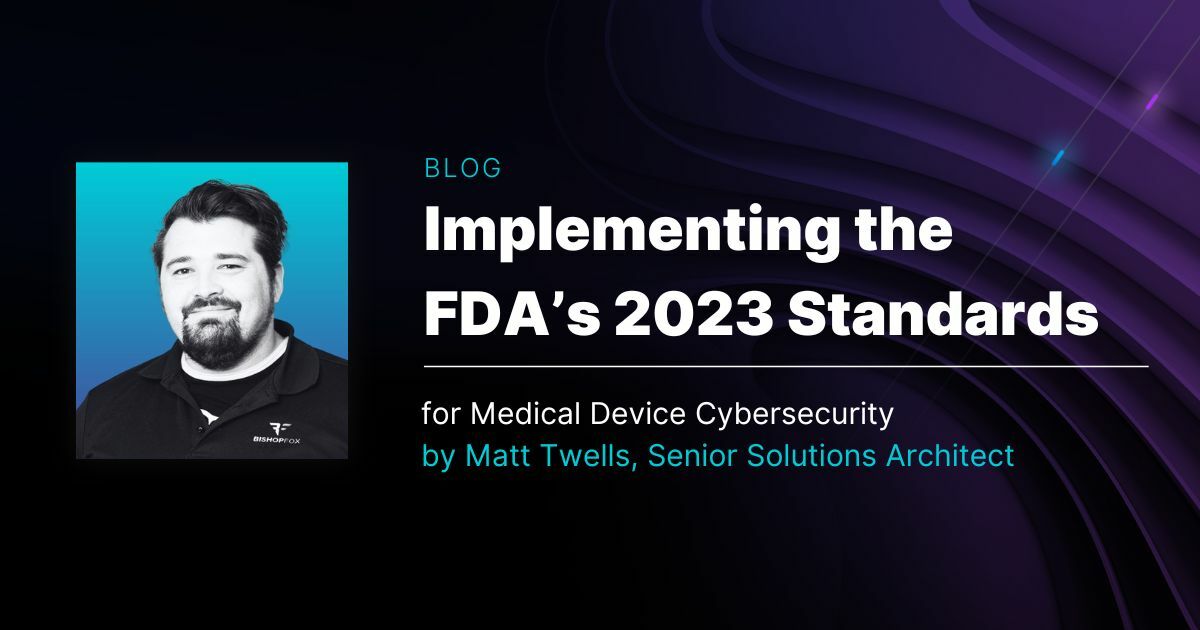 BLOG
Implementing the
FDA’s 2023 Standards
for Medical Device Cybersecurity
by Matt Twells, Senior Solutions Architect
BISHOPFOX